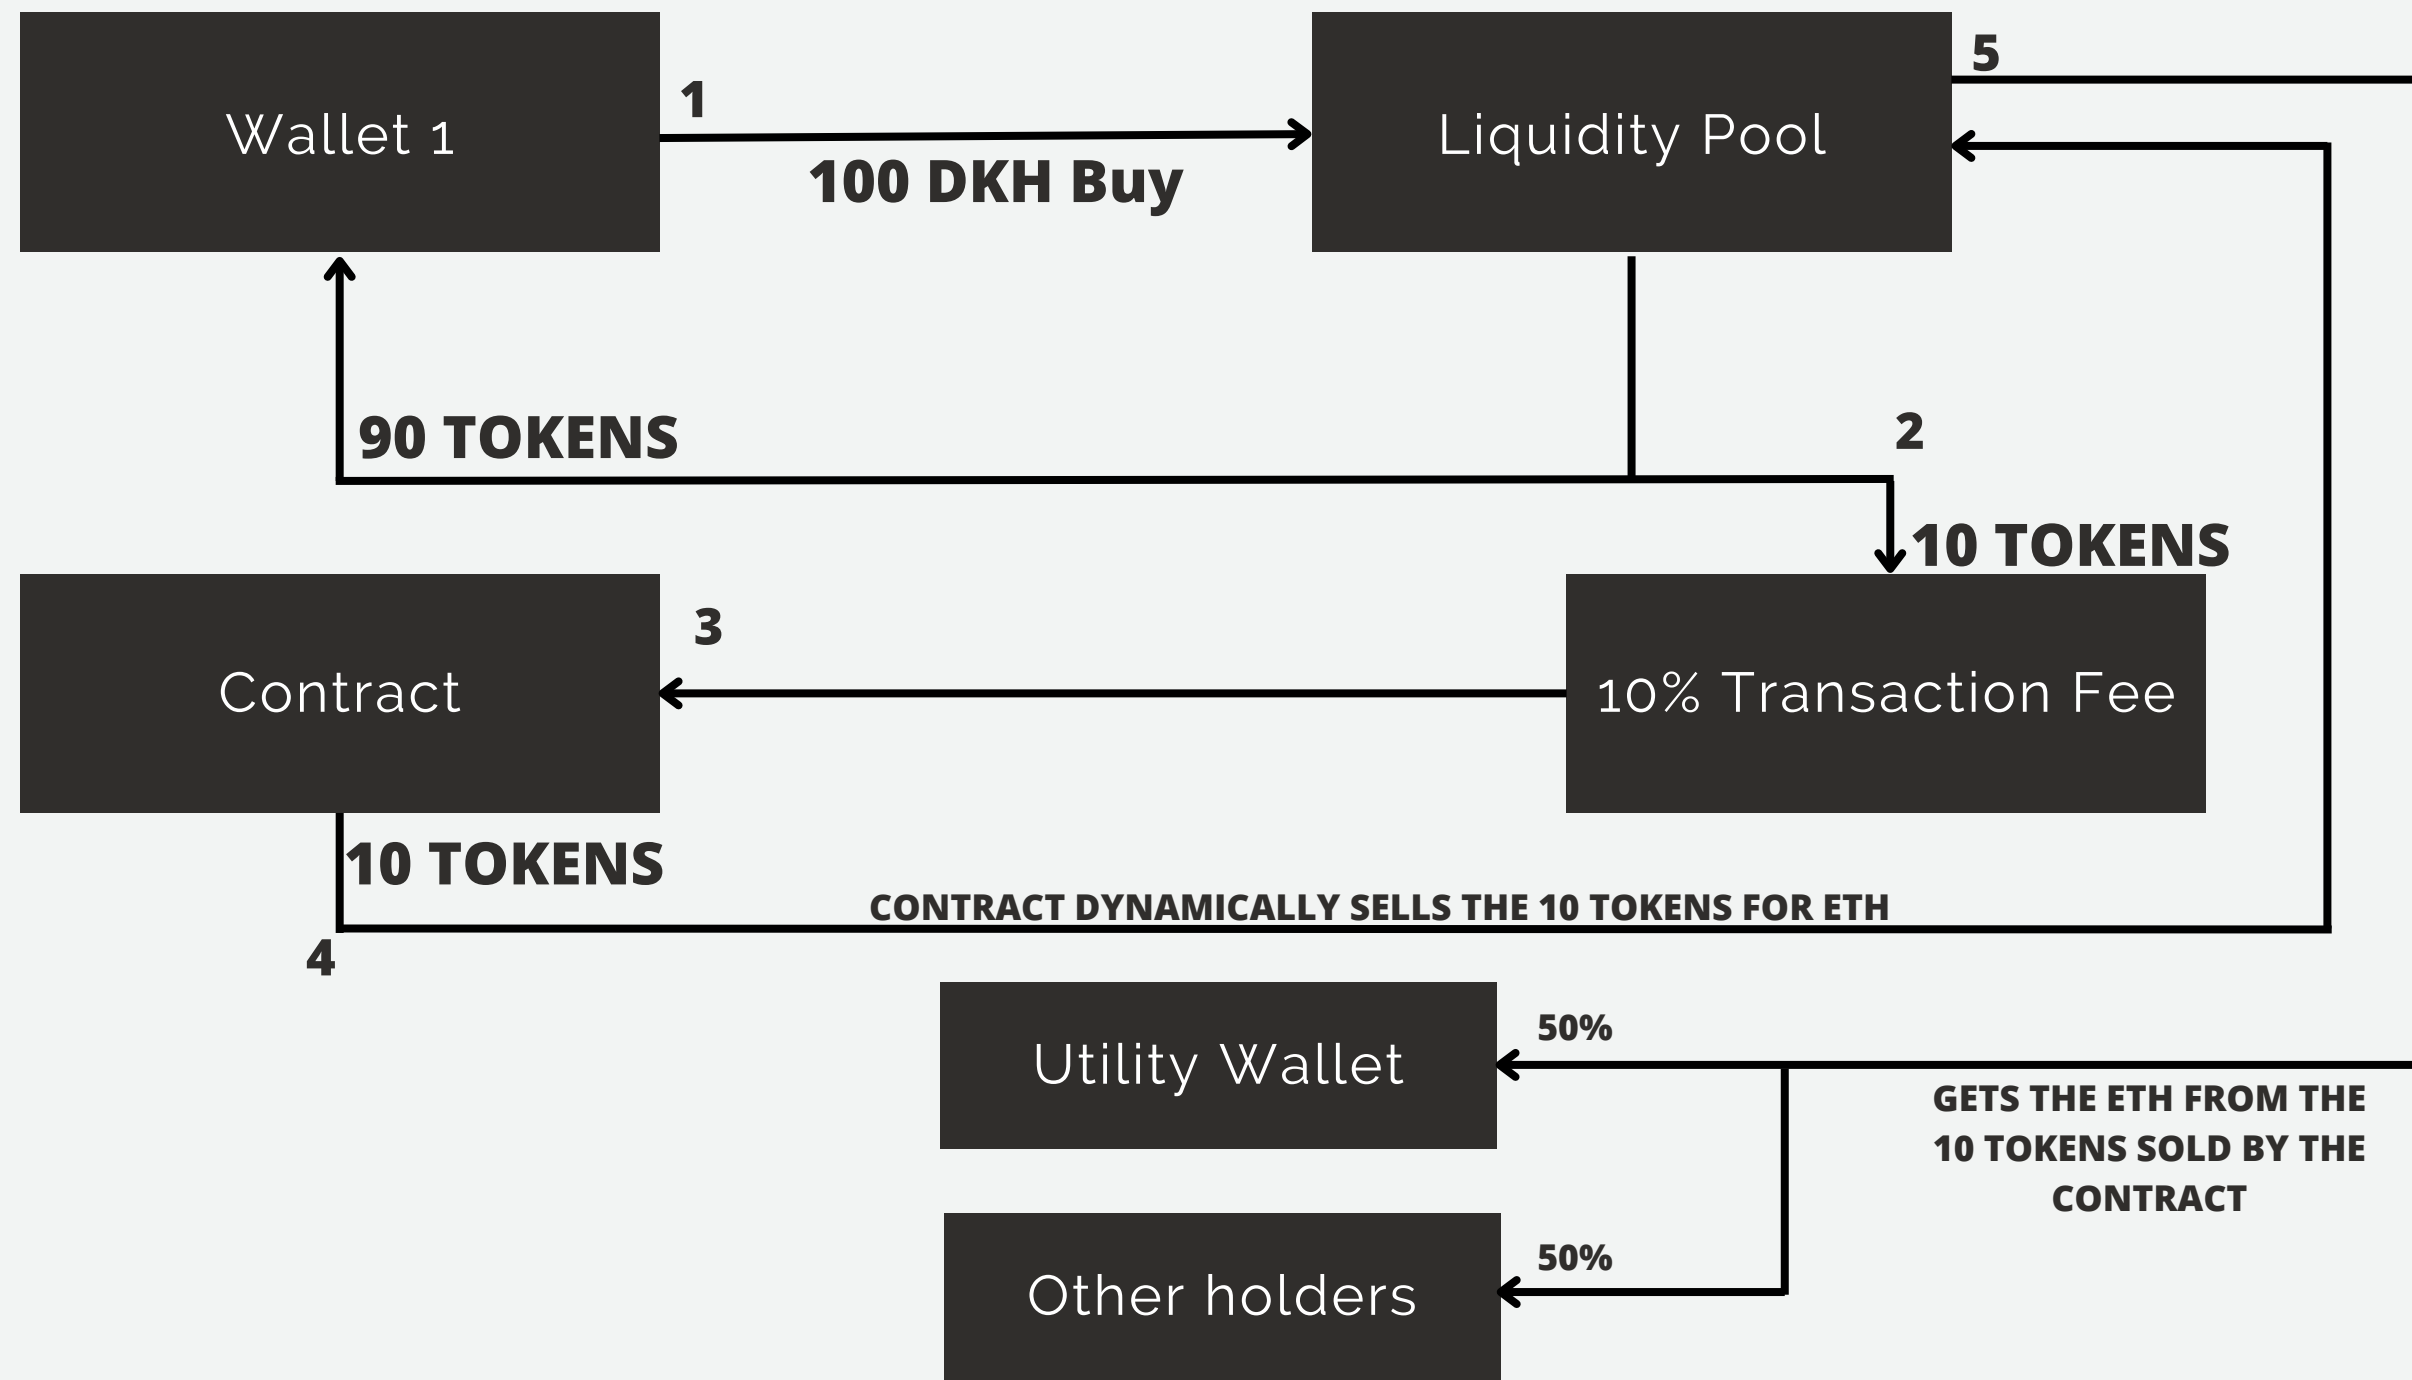 Wallet 1
1
100 DKH Buy
Liquidity Pool
5
90 TOKENS
2
10 TOKENS
Contract
3
10% Transaction Fee
10 TOKENS
4
CONTRACT DYNAMICALLY SELLS THE 10 TOKENS FOR ETH
Utility Wallet
50%
GETS THE ETH FROM THE
10 TOKENS SOLD BY THE
CONTRACT
Other holders
50%